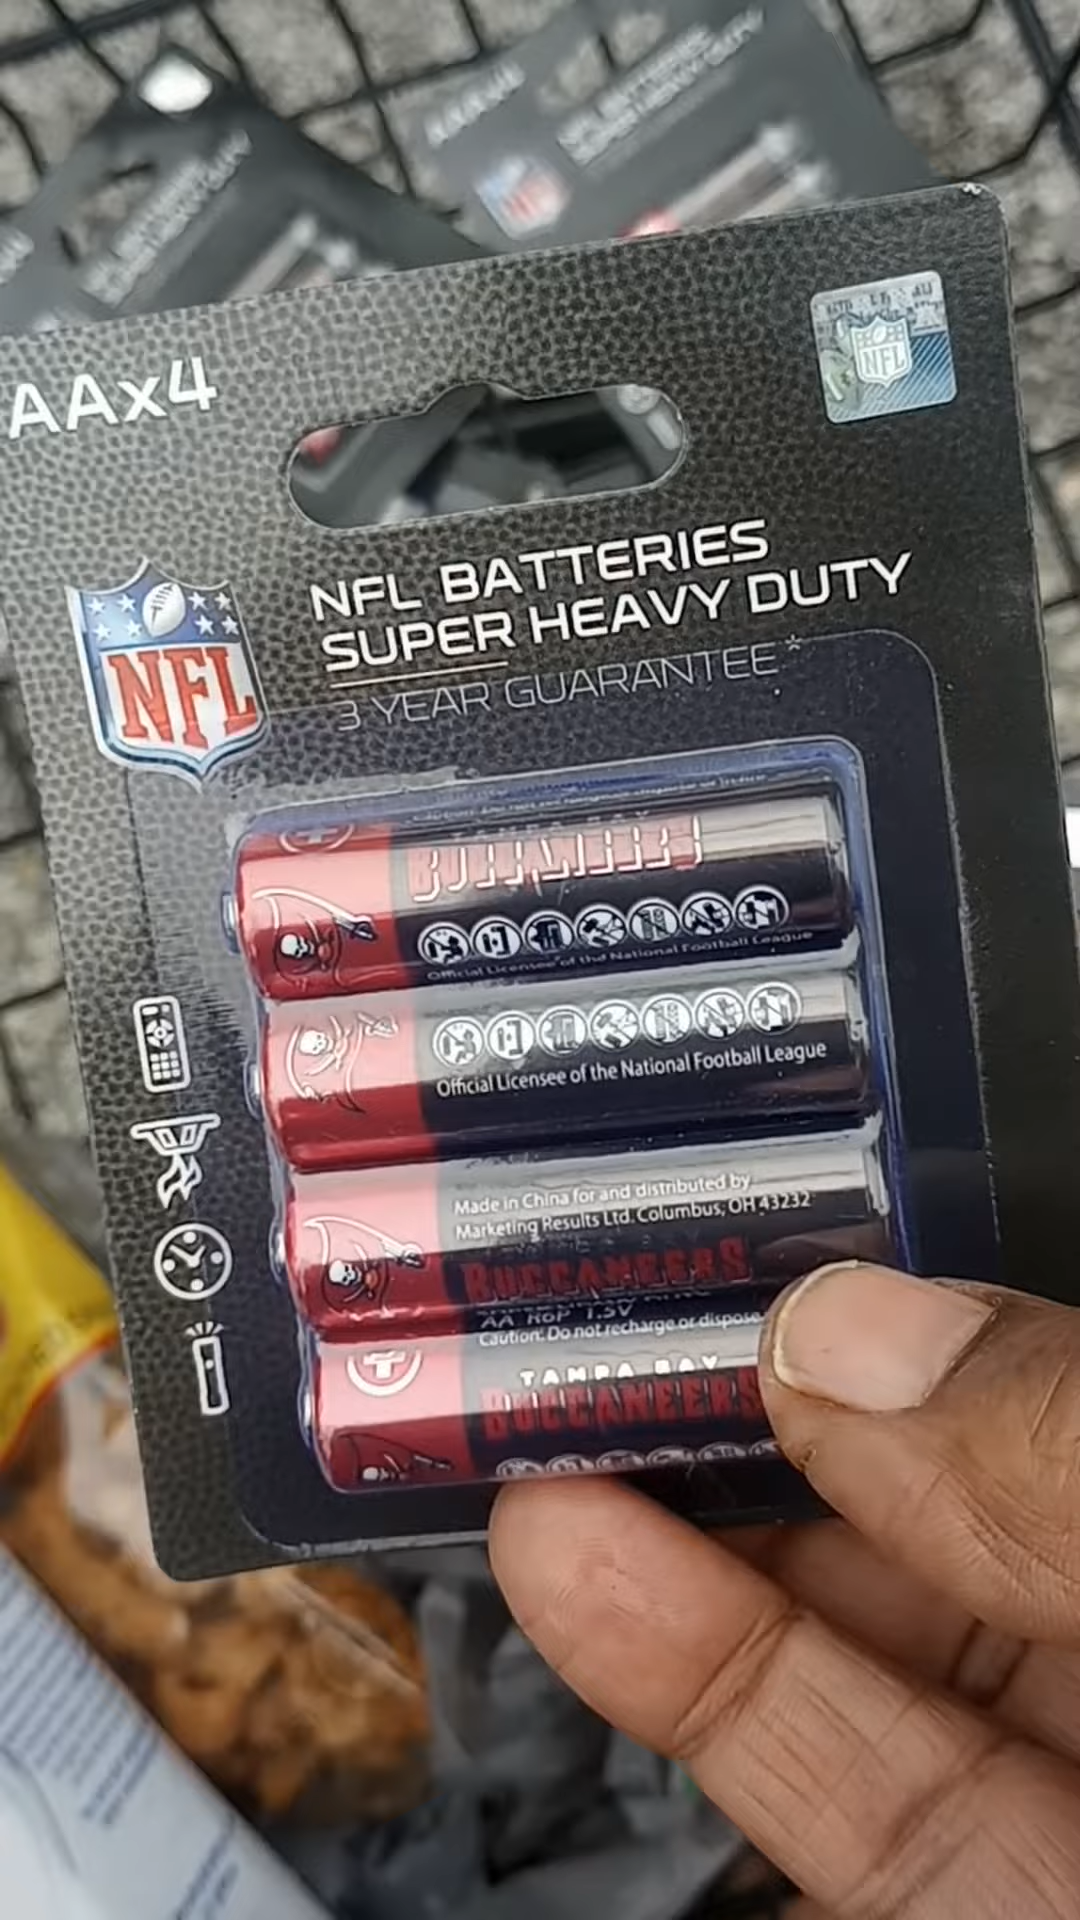 AAx4
NFL
NFL BATTERIES
SUPER HEAVY DUTY
3 YEAR GUARANTEE*
NFL
BUCCANEERS
Official Licensee of the National Football League
Official Licensee of the National Football League
Made in China for and distributed by
Marketing Results Ltd. Columbus, OH 43232
BUCCANEERS
AA R6P 1.5V
Caution: Do not recharge or dispose
TAMPA BAY
BUCCANEERS